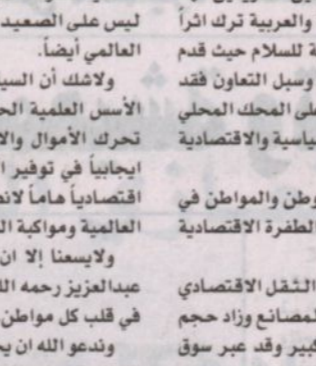 والعربية ترك اثراً
ة للسلام حيث قدم
وسبل التعاون فقد
على المحك المحلي
ياسية والاقتصادية
وطن والمواطن في
لطفرة الاقتصادية
الثقل الاقتصادي
لمصانع وزاد حجم
كبير وقد عبر سوق
ليس على الصعيد
العالمي أيضاً.
ولاشك أن السيا
الأسس العلمية الح
تحرك الأموال والا
ايجابياً في توفير ا
اقتصادياً هاماً لانه
العالمية ومواكبة ال
ولايسعنا إلا ان
عبدالعزيز رحمه الل
في قلب كل مواطن
وندعو الله ان يح